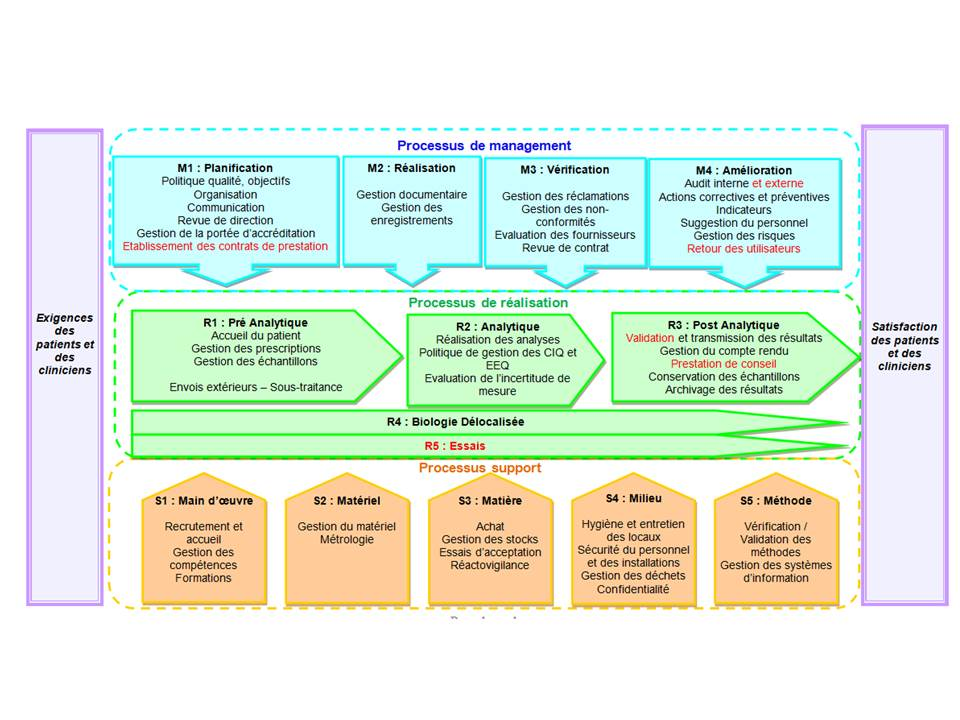 Processus de management
Exigences
des
patients et
des
cliniciens
M1 : Planification
Politique qualité, objectifs
Organisation
Communication
Revue de direction
Gestion de la portée d'accréditation
Etablissement des contrats de prestation
M2 : Réalisation
Gestion documentaire
Gestion des
enregistrements
M3 : Vérification
Gestion des réclamations
Gestion des non-
conformités
Evaluation des fournisseurs
Revue de contrat
M4 : Amélioration
Audit interne et externe
Actions correctives et préventives
Indicateurs
Suggestion du personnel
Gestion des risques
Retour des utilisateurs
Processus de réalisation
R1 : Pré Analytique
Accueil du patient
Gestion des prescriptions
Gestion des échantillons
Envois extérieurs – Sous-traitance
R2 : Analytique
Réalisation des analyses
Politique de gestion des CIQ et
EEQ
Evaluation de l'incertitude de
mesure
R3 : Post Analytique
Validation et transmission des résultats
Gestion du compte rendu
Prestation de conseil
Conservation des échantillons
Archivage des résultats
R4 : Biologie Délocalisée
R5 : Essais
Processus support
S1 : Main d'œuvre
Recrutement et
accueil
Gestion des
compétences
Formations
S2 : Matériel
Gestion du matériel
Métrologie
S3 : Matière
Achat
Gestion des stocks
Essais d'acceptation
Réactovigilance
S4 : Milieu
Hygiène et entretien
des locaux
Sécurité du personnel
et des installations
Gestion des déchets
Confidentialité
S5 : Méthode
Vérification /
Validation des
méthodes
Gestion des systèmes
d'information
Satisfaction
des patients
et des
cliniciens